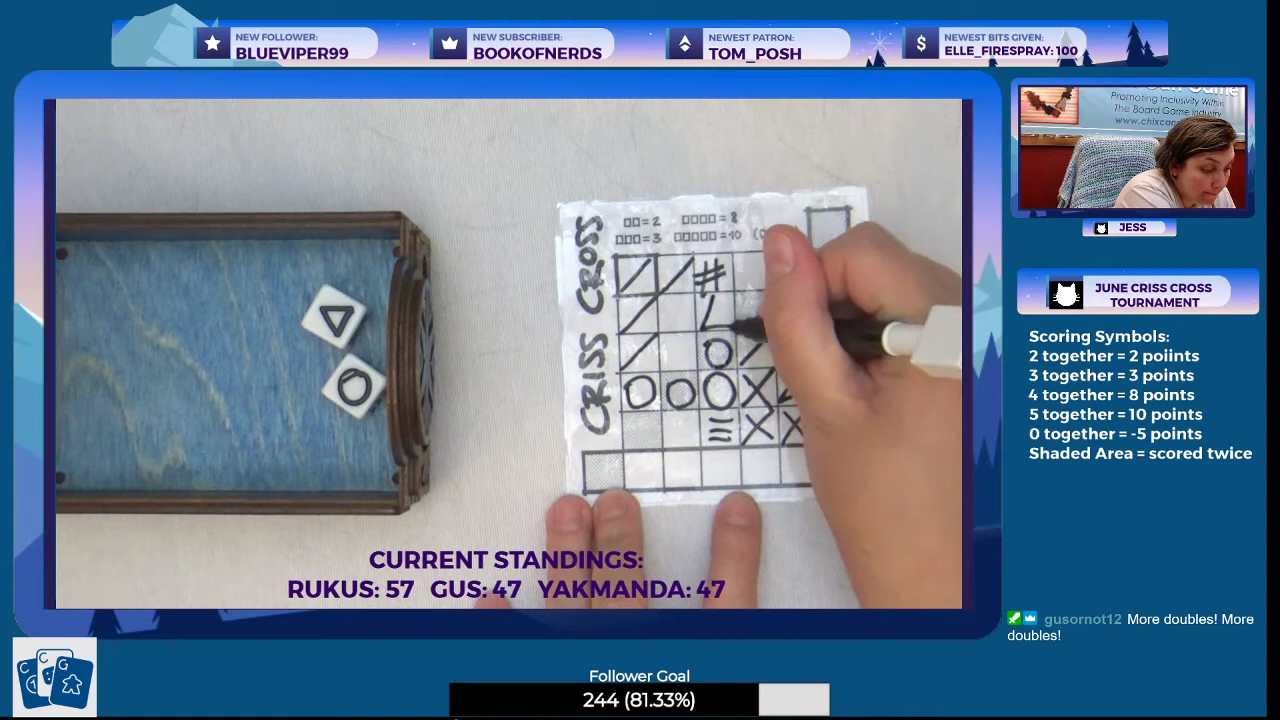 NEW FOLLOWER:
BLUEVIPER99
NEW SUBSCRIBER:
BOOKOFNERDS
NEWEST PATRON:
TOM_POSH
NEWEST BITS GIVEN:
ELLE_FIRESPRAY: 100
Promoting Inclusivity Within
The Board Game Industry
JESS
JUNE CRISS CROSS
TOURNAMENT
Scoring Symbols:
2 together = 2 poiints
3 together = 3 points
4 together = 8 points
5 together = 10 points
0 together = -5 points
Shaded Area = scored twice
CRISS CROSS
□□=2 □□□□=8
□□□=3 □□□□□=10
CURRENT STANDINGS:
RUKUS: 57 GUS: 47 YAKMANDA: 47
gusornot12 More doubles! More
doubles!
C C G
Follower Goal
244 (81.33%)